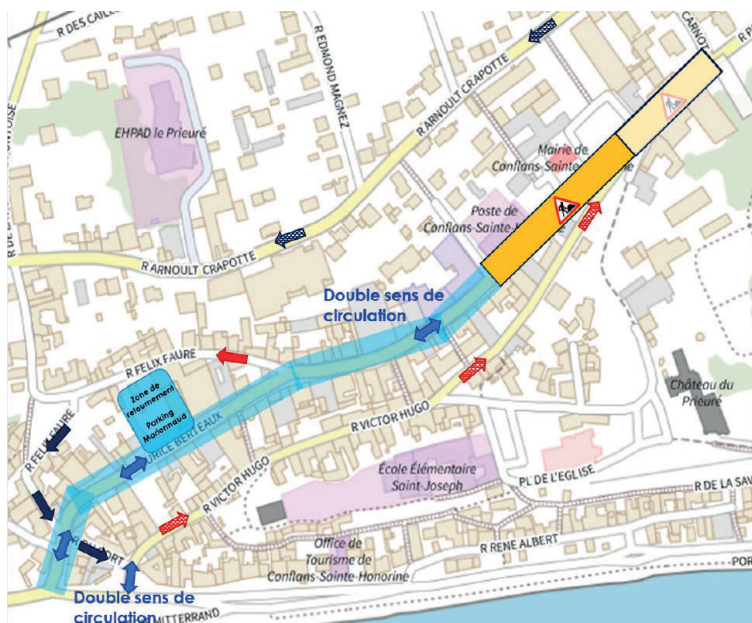 R DES CAILL
R EDMOND MAGNEZ
R ARNOULT CRAPOTTE
CARNOT
EHPAD le Prieuré
Mairie de
Conflans-Sainte-
Poste de
Conflans-Sainte-
R ARNOULT CRAPOTTE
Double sens de
circulation
R FELIX FAURE
Zone de
retournement
Parking
Marionnaud
URICE BERTEAUX
R FELIX FAURE
R VICTOR HUGO
Château du
Prieuré
École Élémentaire
Saint-Joseph
PL DE L'EGLISE
R VICTOR HUGO
R DE LA SAV
Office de
Tourisme de
Conflans-Sainte-Honorine
R RENE ALBERT
POR
Double sens de
circulation
MITTERRAND